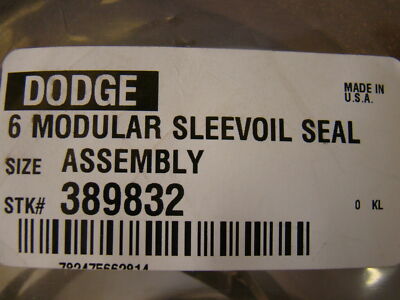 DODGE
MADE IN
U.S.A.
6 MODULAR SLEEVOIL SEAL
SIZE ASSEMBLY
STK# 389832
0 KL